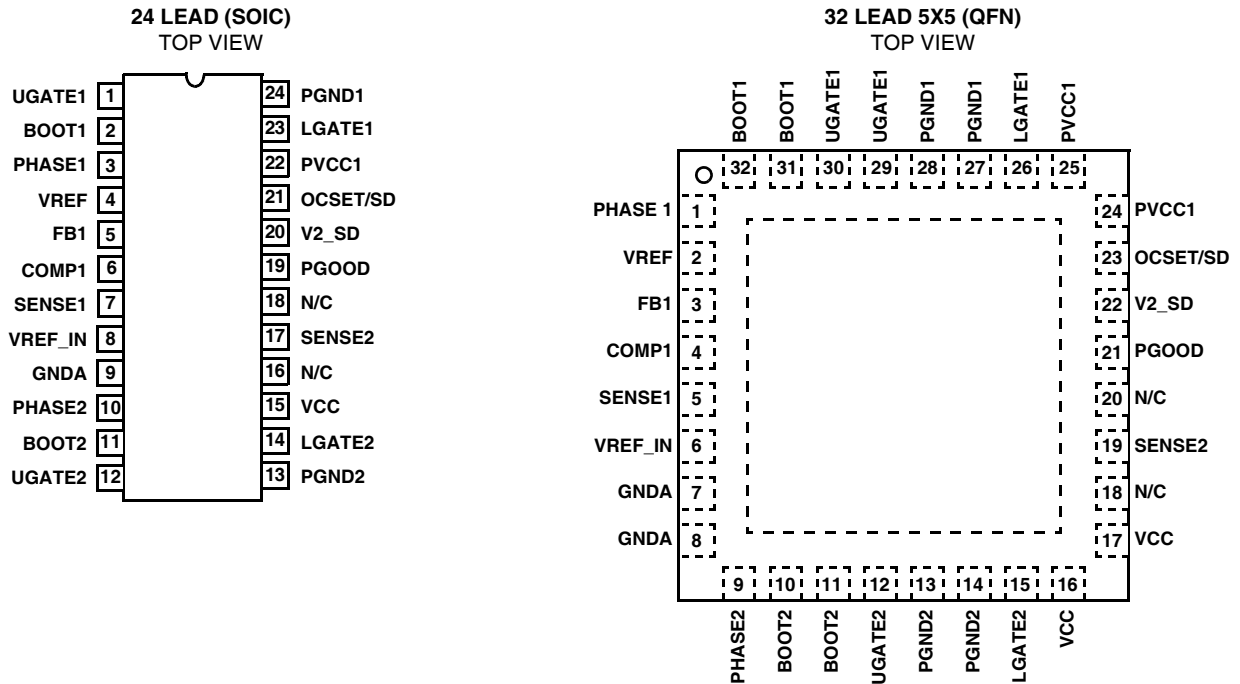 24 LEAD (SOIC)
TOP VIEW
UGATE1 1 24 PGND1
BOOT1 2 23 LGATE1
PHASE1 3 22 PVCC1
VREF 4 21 OCSET/SD
FB1 5 20 V2_SD
COMP1 6 19 PGOOD
SENSE1 7 18 N/C
VREF_IN 8 17 SENSE2
GNDA 9 16 N/C
PHASE2 10 15 VCC
BOOT2 11 14 LGATE2
UGATE2 12 13 PGND2
32 LEAD 5X5 (QFN)
TOP VIEW
BOOT1 BOOT1 UGATE1 UGATE1 PGND1 PGND1 LGATE1 PVCC1
32 31 30 29 28 27 26 25
PHASE 1 1 24 PVCC1
VREF 2 23 OCSET/SD
FB1 3 22 V2_SD
COMP1 4 21 PGOOD
SENSE1 5 20 N/C
VREF_IN 6 19 SENSE2
GNDA 7 18 N/C
GNDA 8 17 VCC
9 10 11 12 13 14 15 16
PHASE2 BOOT2 BOOT2 UGATE2 PGND2 PGND2 LGATE2 VCC